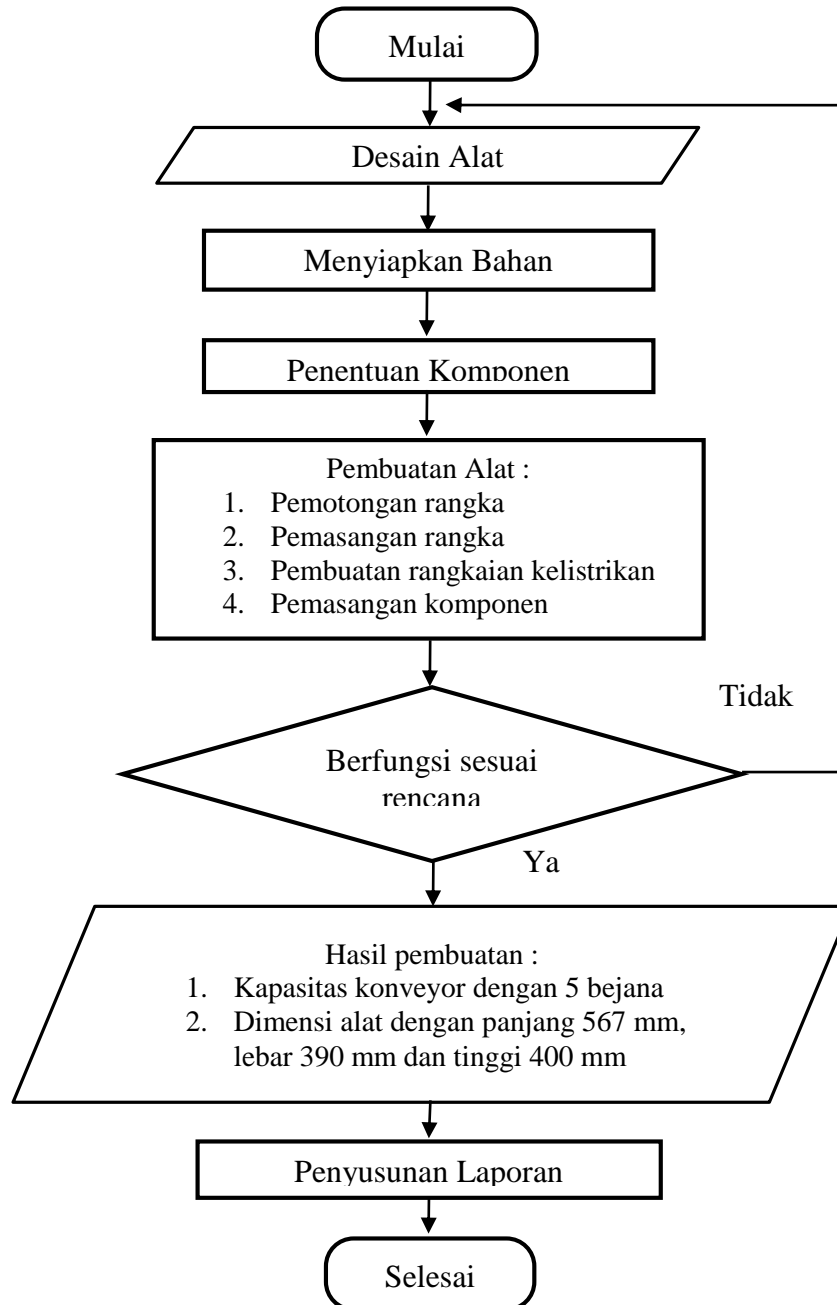 Mulai
Desain Alat
Menyiapkan Bahan
Penentuan Komponen
Pembuatan Alat :
1. Pemotongan rangka
2. Pemasangan rangka
3. Pembuatan rangkaian kelistrikan
4. Pemasangan komponen
Tidak
Berfungsi sesuai
rencana
Ya
Hasil pembuatan :
1. Kapasitas konveyor dengan 5 bejana
2. Dimensi alat dengan panjang 567 mm,
lebar 390 mm dan tinggi 400 mm
Penyusunan Laporan
Selesai